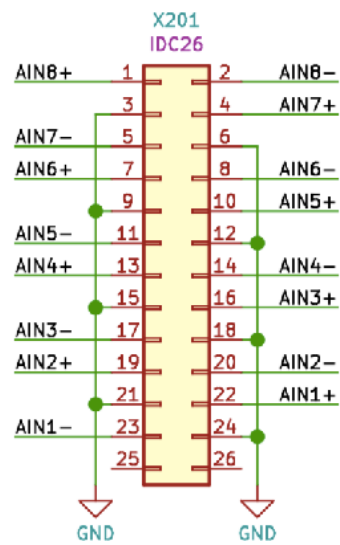 X201
IDC26
AIN8+ 1 2 AIN8-
3 4 AIN7+
AIN7- 5 6
AIN6+ 7 8 AIN6-
9 10 AIN5+
AIN5- 11 12
AIN4+ 13 14 AIN4-
15 16 AIN3+
AIN3- 17 18
AIN2+ 19 20 AIN2-
21 22 AIN1+
AIN1- 23 24
25 26
GND GND